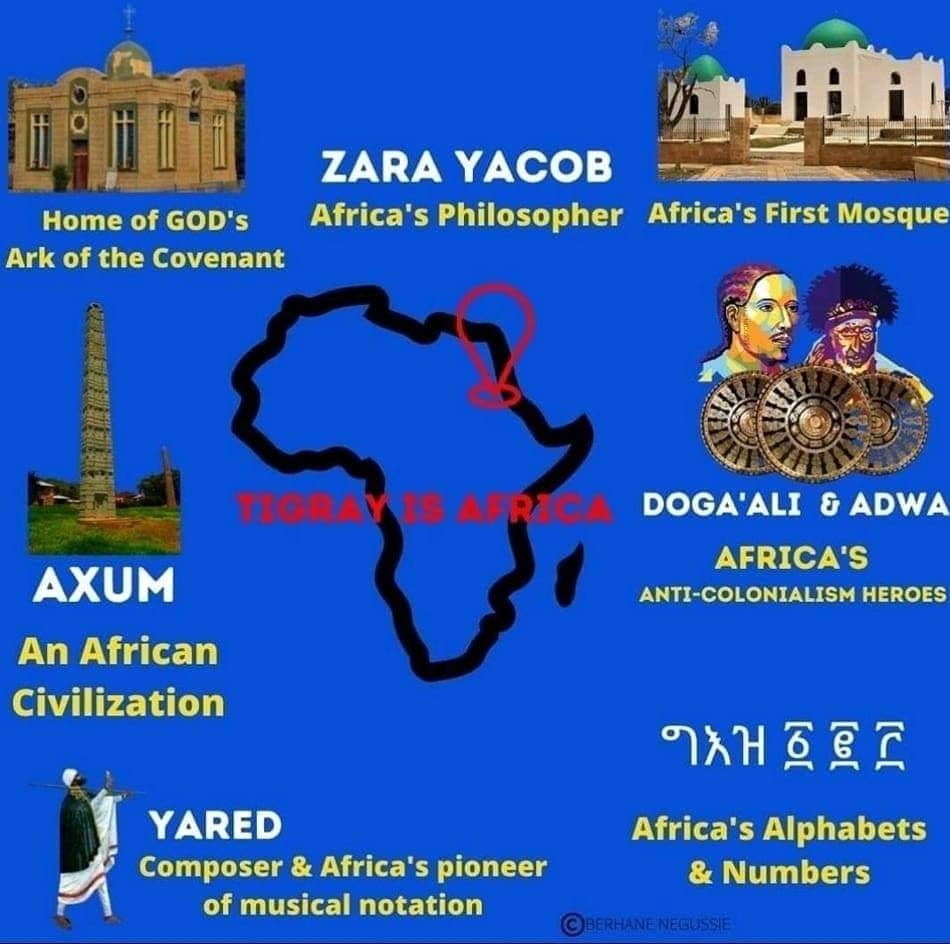 ZARA YACOB
Africa's Philosopher
Home of GOD's
Ark of the Covenant
Africa's First Mosque
TIGRAY IS AFRICA
DOGA'ALI & ADWA
AFRICA'S
ANTI-COLONIALISM HEROES
AXUM
An African
Civilization
ግእዝ ፩ ፪ ፫
Africa's Alphabets
& Numbers
YARED
Composer & Africa's pioneer
of musical notation
©BERHANE NEGUSSIE